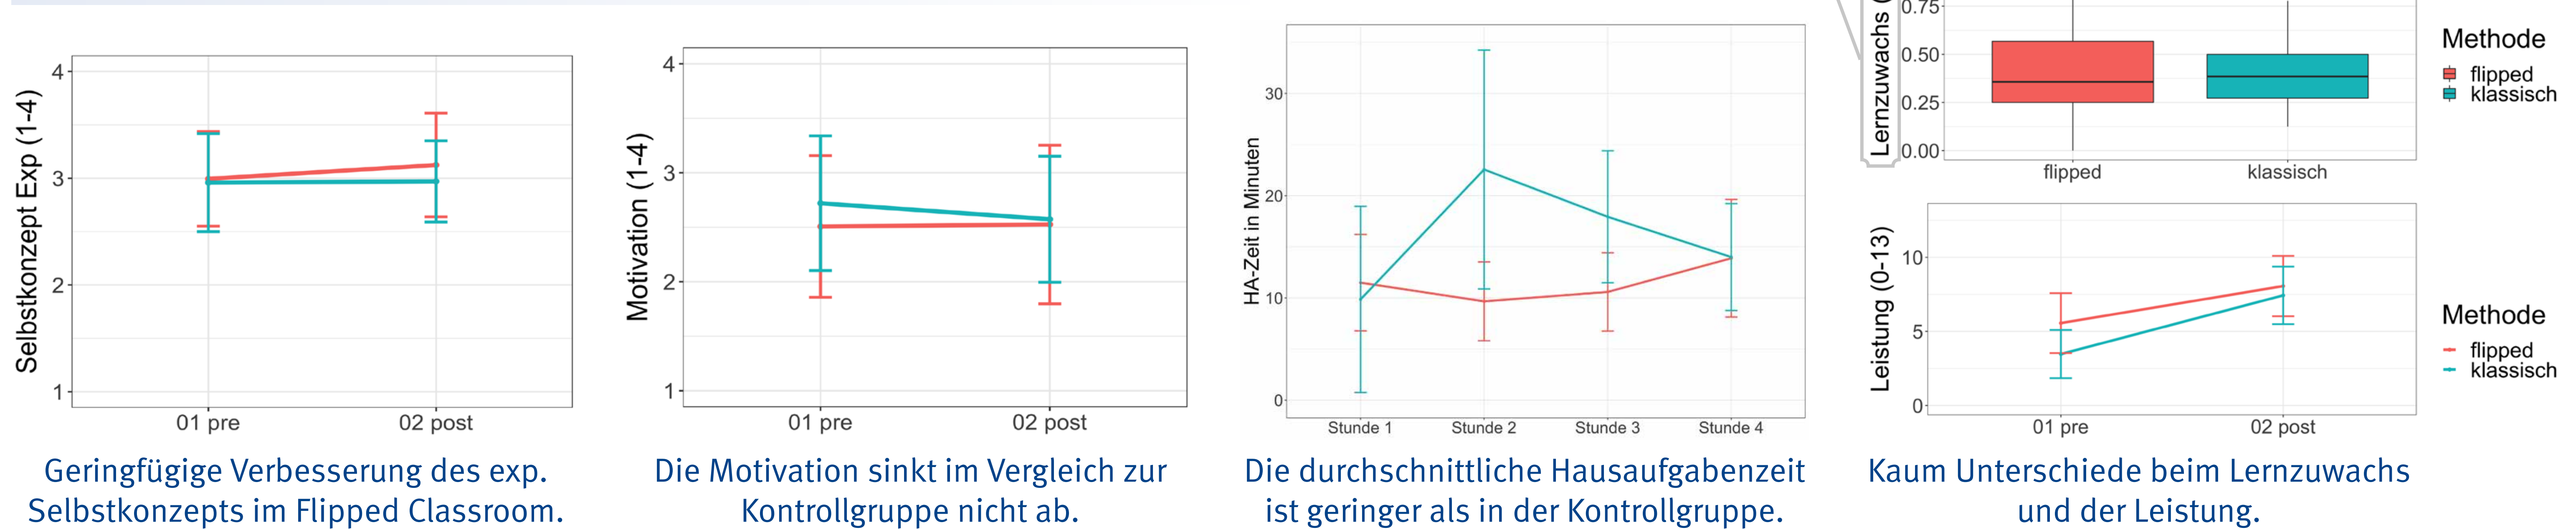 Selbstkonzept Exp (1-4)
4
3
2
1
01 pre
02 post
Geringfügige Verbesserung des exp.
Selbstkonzepts im Flipped Classroom.
Motivation (1-4)
4
3
2
1
01 pre
02 post
Die Motivation sinkt im Vergleich zur
Kontrollgruppe nicht ab.
HA-Zeit in Minuten
30
20
10
0
Stunde 1
Stunde 2
Stunde 3
Stunde 4
Die durchschnittliche Hausaufgabenzeit
ist geringer als in der Kontrollgruppe.
Lernzuwachs (
0.75
0.50
0.25
0.00
flipped
klassisch
Methode
flipped
klassisch
Leistung (0-13)
10
5
0
01 pre
02 post
Methode
flipped
klassisch
Kaum Unterschiede beim Lernzuwachs
und der Leistung.